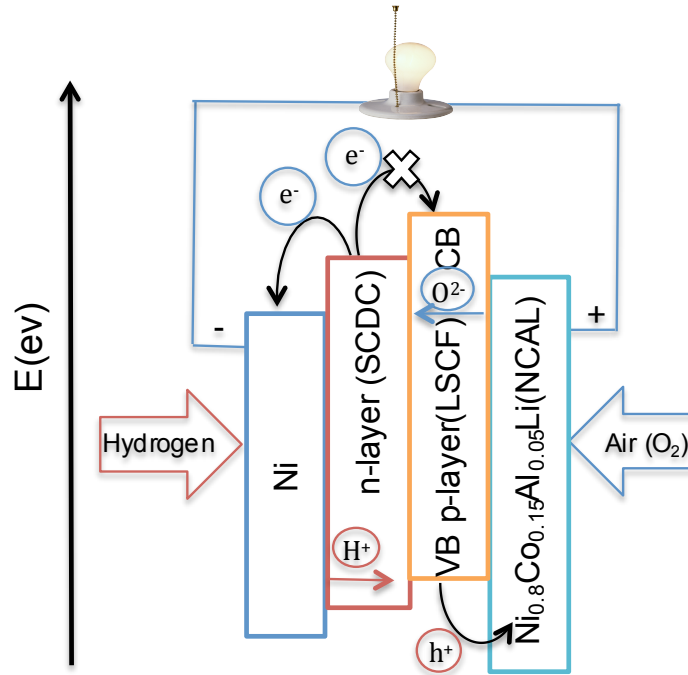 E(ev)
e-
e-
-
+
Hydrogen
Ni
n-layer (SCDC)
H⁺
CB
O²⁻
VB p-layer(LSCF)
h⁺
Ni₀.₈Co₀.₁₅Al₀.₀₅Li(NCAL)
Air (O₂)